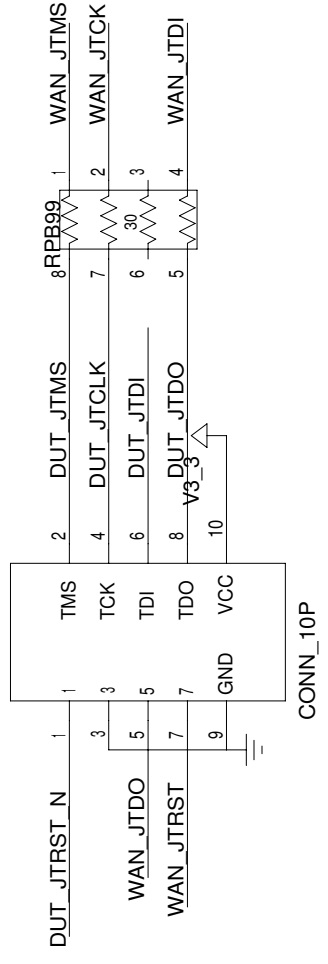 RPB99
DUT_JTMS 8 1 WAN_JTMS
DUT_JTCLK 7 2 WAN_JTCK
DUT_JTDI 6 30 3
DUT_JTDO 5 4 WAN_JTDI
V3_3
DUT_JTRST_N 1 1 TMS 2
3 3 TCK 4
WAN_JTDO 5 5 TDI 6
WAN_JTRST 7 7 TDO 8
9 GND VCC 10
CONN_10P